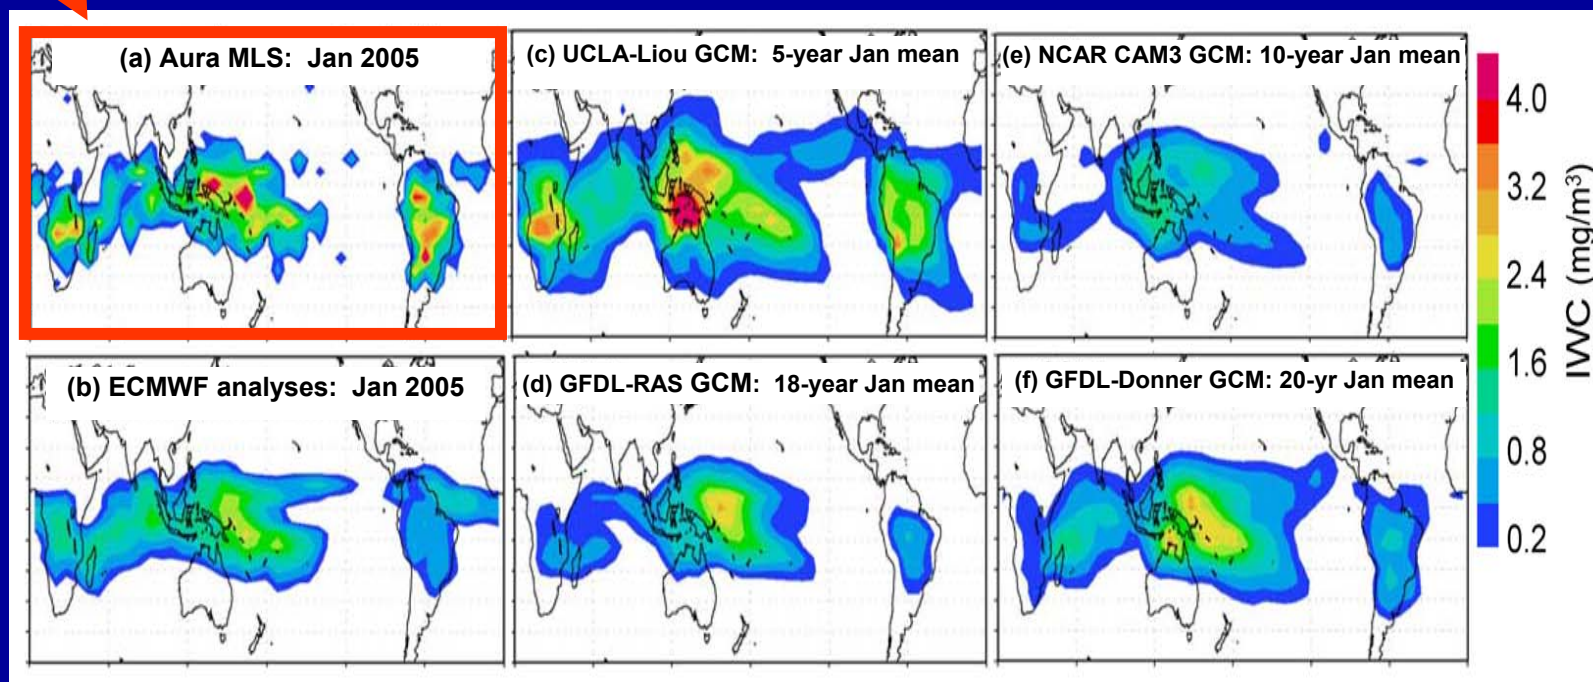 (a) Aura MLS: Jan 2005
(c) UCLA-Liou GCM: 5-year Jan mean
(e) NCAR CAM3 GCM: 10-year Jan mean
(b) ECMWF analyses: Jan 2005
(d) GFDL-RAS GCM: 18-year Jan mean
(f) GFDL-Donner GCM: 20-yr Jan mean
4.0
3.2
2.4
1.6
0.8
0.2
IWC (mg/m³)